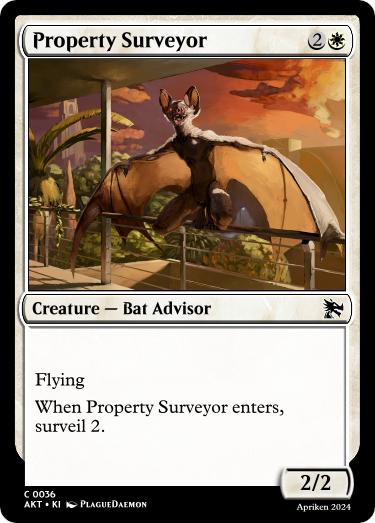 Property Surveyor 2
Creature — Bat Advisor
Flying
When Property Surveyor enters,
surveil 2.
2/2
C 0036
AKT • KI PlagueDaemon
Apriken 2024